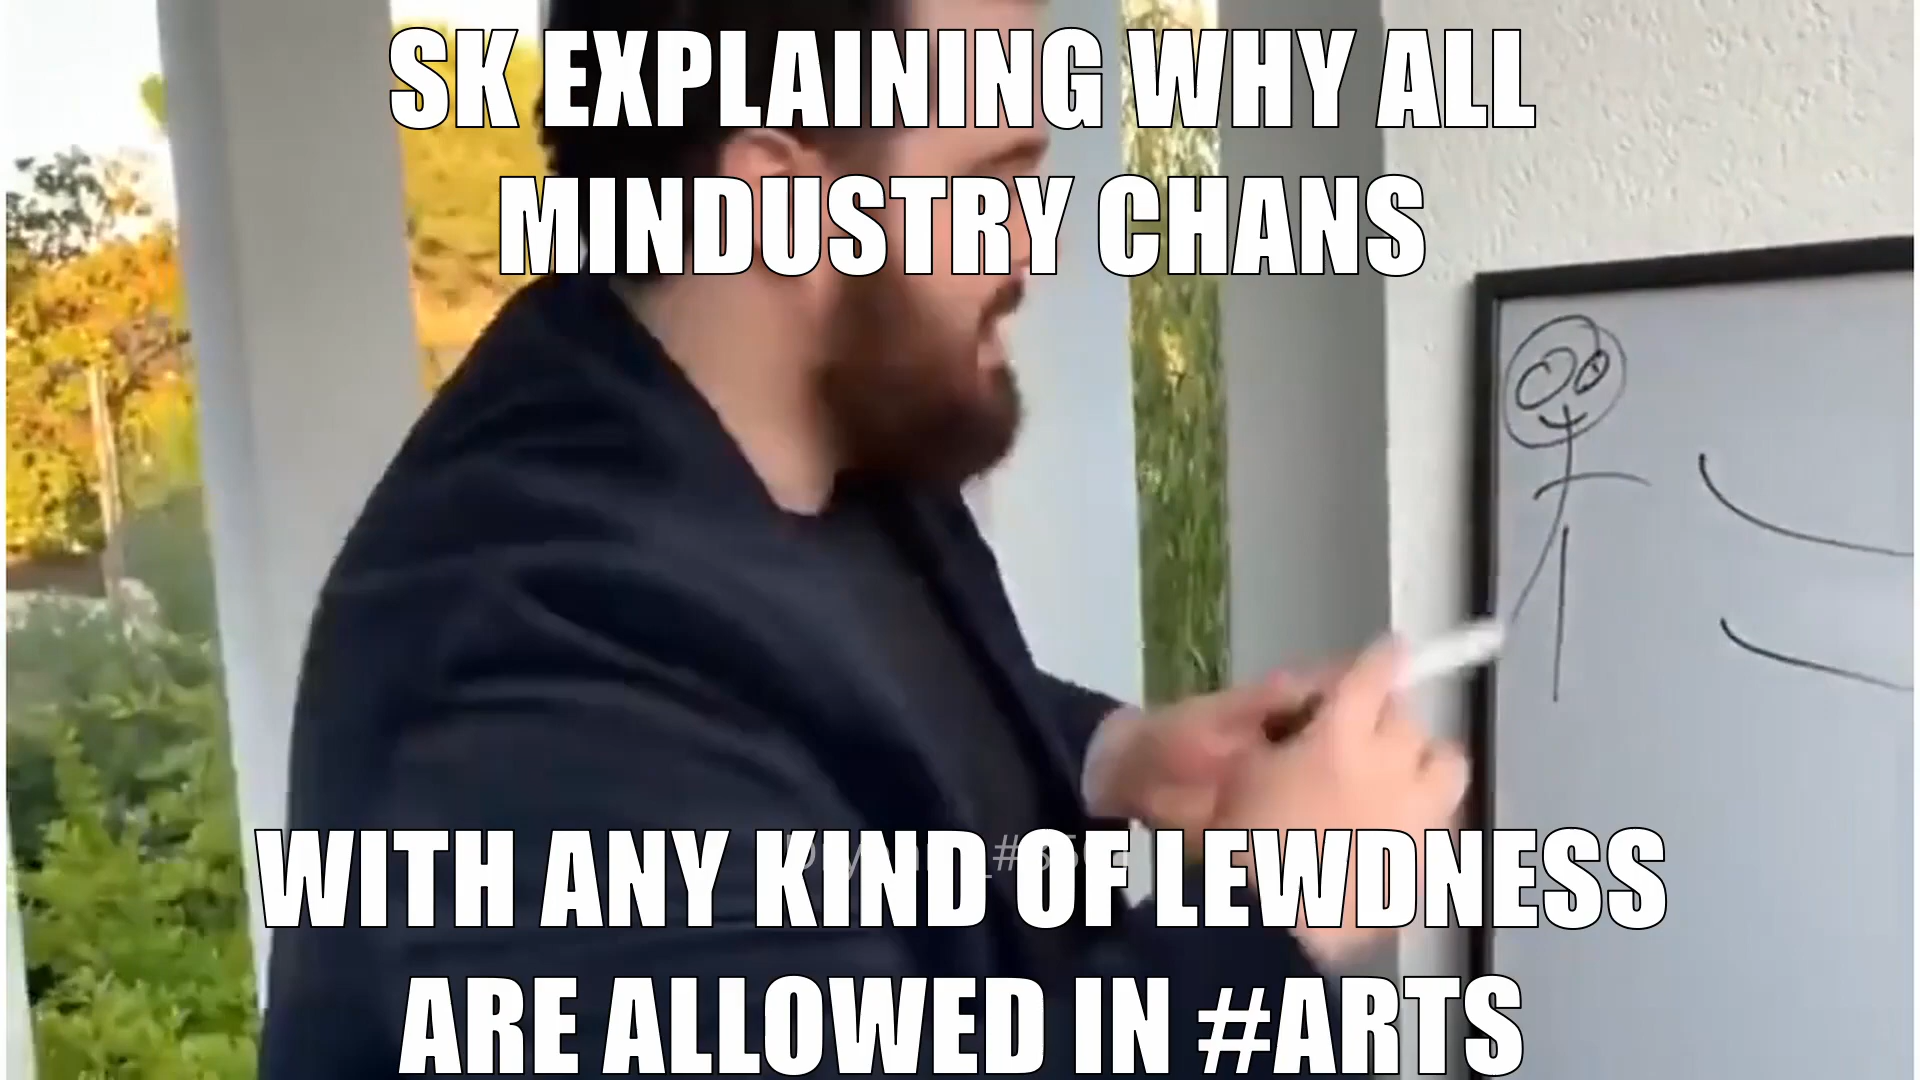 SK EXPLAINING WHY ALL
MINDUSTRY CHANS
WITH ANY KIND OF LEWDNESS
ARE ALLOWED IN #ARTS